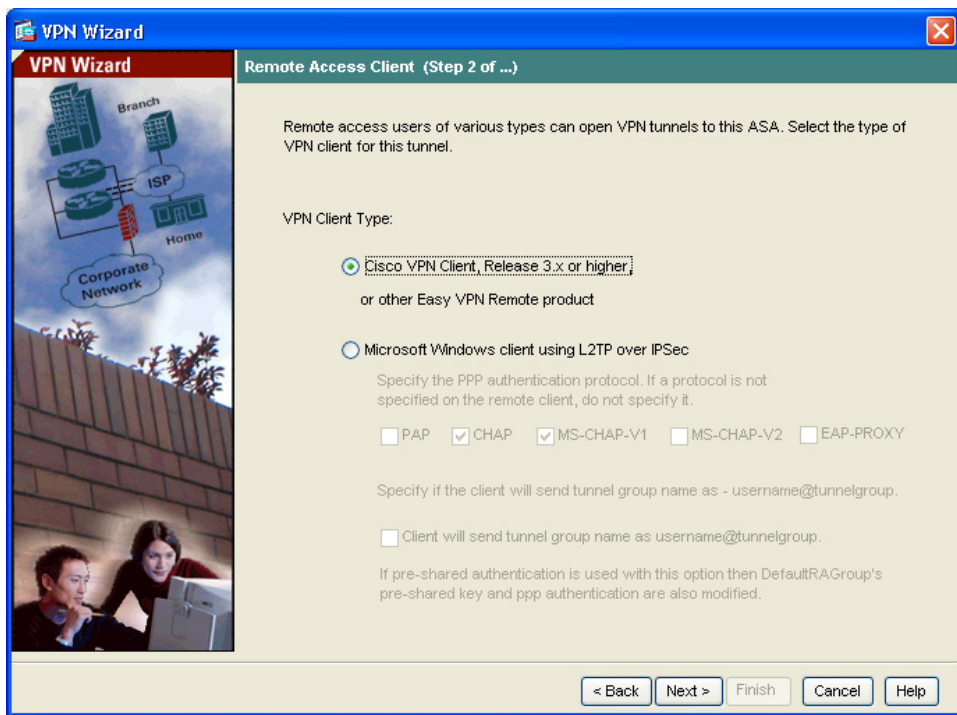 VPN Wizard
VPN Wizard
Branch
ISP
Home
Corporate
Network
Remote Access Client (Step 2 of ...)
Remote access users of various types can open VPN tunnels to this ASA. Select the type of
VPN client for this tunnel.
VPN Client Type:
Cisco VPN Client, Release 3.x or higher,
or other Easy VPN Remote product
Microsoft Windows client using L2TP over IPSec
Specify the PPP authentication protocol. If a protocol is not
specified on the remote client, do not specify it.
PAP CHAP MS-CHAP-V1 MS-CHAP-V2 EAP-PROXY
Specify if the client will send tunnel group name as - username@tunnelgroup.
Client will send tunnel group name as username@tunnelgroup.
If pre-shared authentication is used with this option then DefaultRAGroup's
pre-shared key and ppp authentication are also modified.
< Back Next > Finish Cancel Help